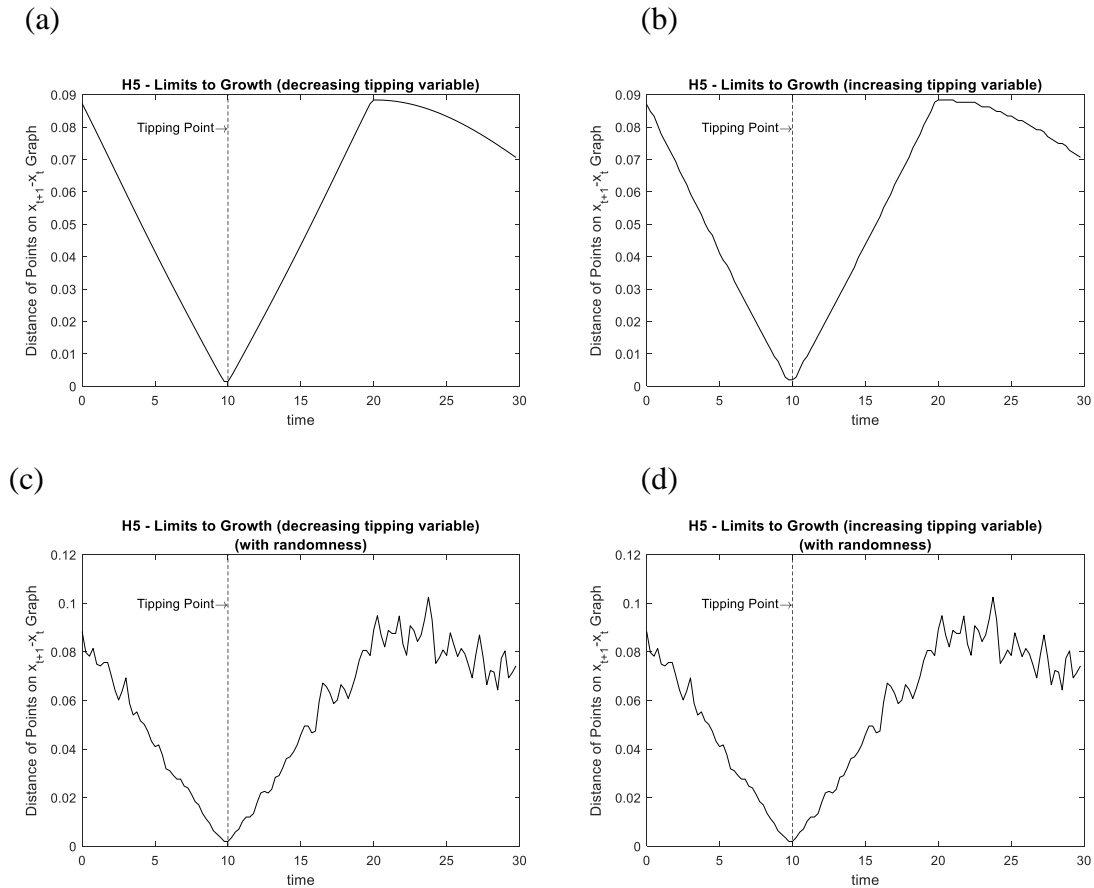 (a)
H5 - Limits to Growth (decreasing tipping variable)
Distance of Points on x_{t+1}-x_t Graph
0.09
0.08
0.07
0.06
0.05
0.04
0.03
0.02
0.01
0
Tipping Point→
0 5 10 15 20 25 30
time
(b)
H5 - Limits to Growth (increasing tipping variable)
Distance of Points on x_{t+1}-x_t Graph
0.09
0.08
0.07
0.06
0.05
0.04
0.03
0.02
0.01
0
Tipping Point→
0 5 10 15 20 25 30
time
(c)
H5 - Limits to Growth (decreasing tipping variable)
(with randomness)
Distance of Points on x_{t+1}-x_t Graph
0.12
0.1
0.08
0.06
0.04
0.02
0
Tipping Point→
0 5 10 15 20 25 30
time
(d)
H5 - Limits to Growth (increasing tipping variable)
(with randomness)
Distance of Points on x_{t+1}-x_t Graph
0.12
0.1
0.08
0.06
0.04
0.02
0
Tipping Point→
0 5 10 15 20 25 30
time